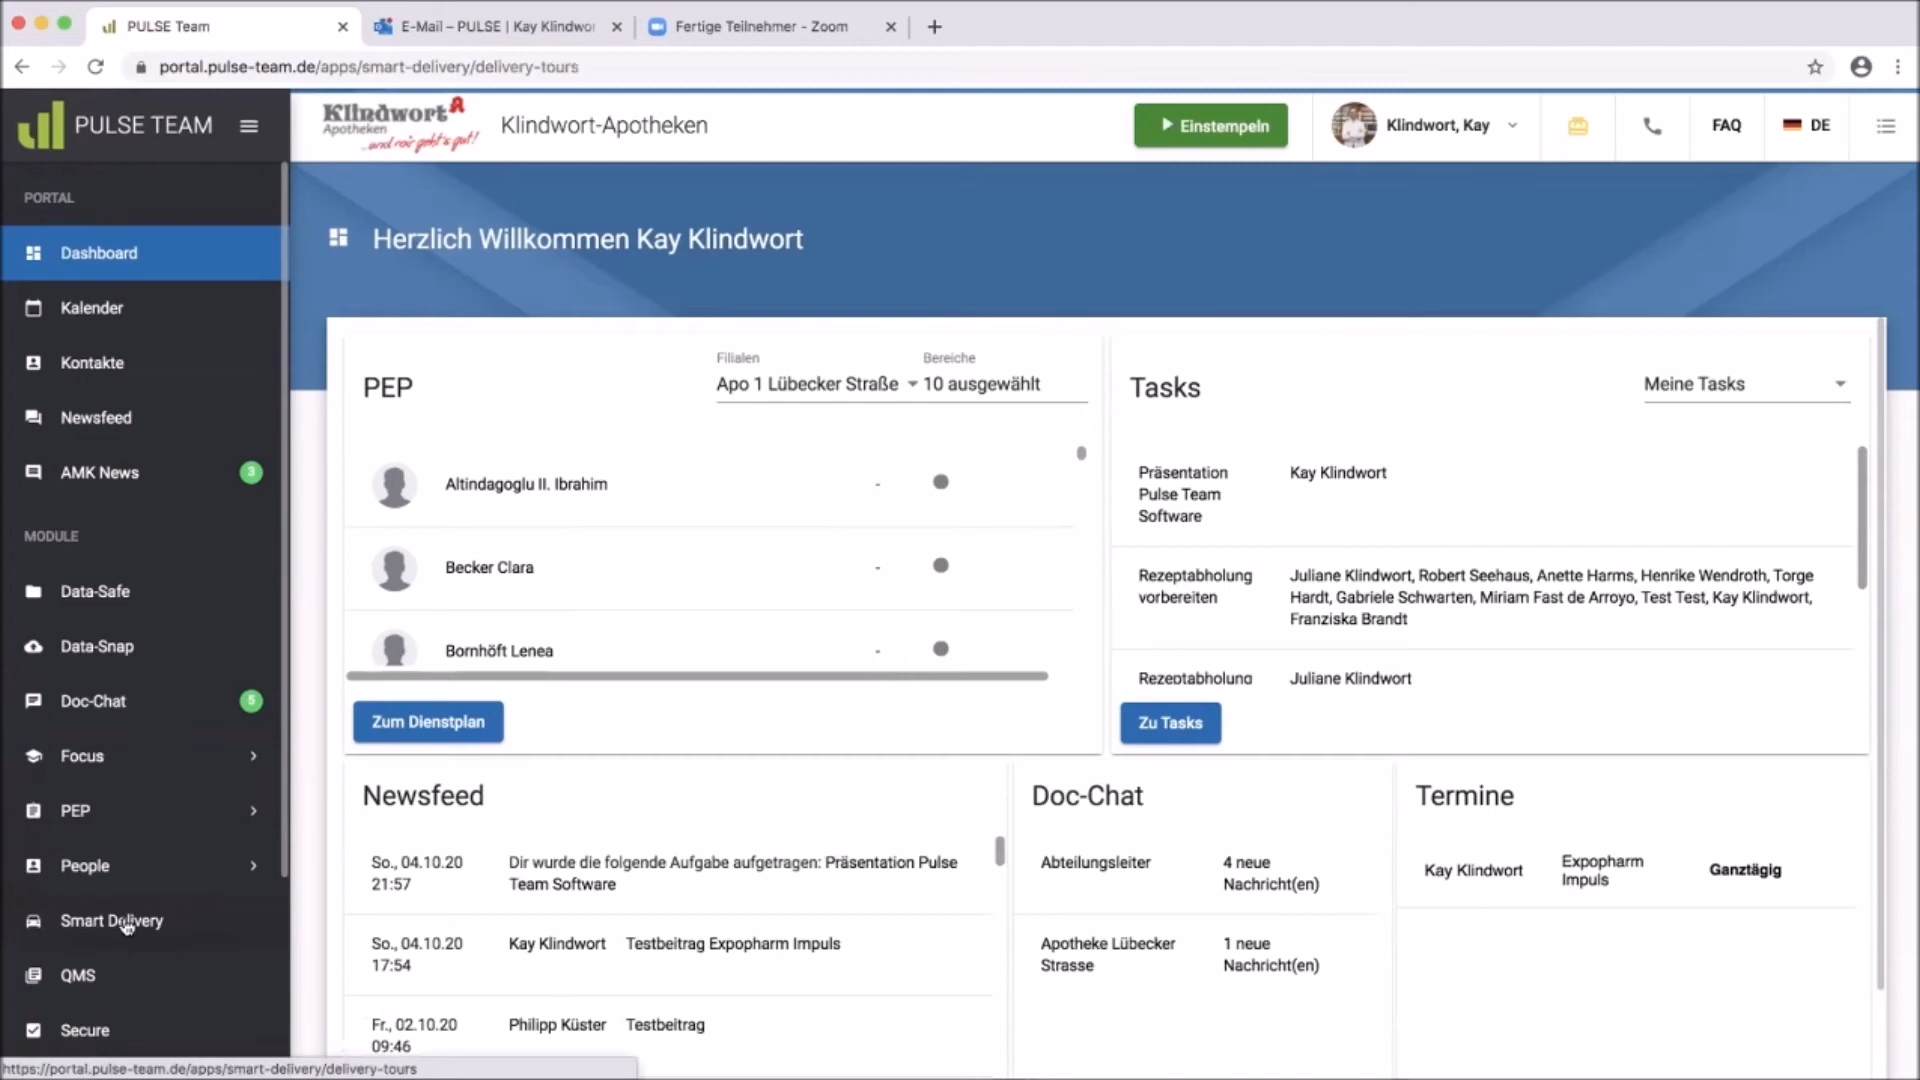 PULSE Team
E-Mail – PULSE | Kay Klindwor
Fertige Teilnehmer - Zoom
portal.pulse-team.de/apps/smart-delivery/delivery-tours
PULSE TEAM
Klindwort
Apotheken
...und mir geht's gut!
Klindwort-Apotheken
Einstempeln
Klindwort, Kay
FAQ
DE
PORTAL
Dashboard
Kalender
Kontakte
Newsfeed
AMK News 3
MODULE
Data-Safe
Data-Snap
Doc-Chat 5
Focus
PEP
People
Smart Delivery
QMS
Secure
Herzlich Willkommen Kay Klindwort
PEP
Filialen
Apo 1 Lübecker Straße
Bereiche
10 ausgewählt
Altindagoglu II. Ibrahim -
Becker Clara -
Bornhöft Lenea -
Zum Dienstplan
Tasks
Meine Tasks
Präsentation
Pulse Team
Software
Kay Klindwort
Rezeptabholung
vorbereiten
Juliane Klindwort, Robert Seehaus, Anette Harms, Henrike Wendroth, Torge
Hardt, Gabriele Schwarten, Miriam Fast de Arroyo, Test Test, Kay Klindwort,
Franziska Brandt
Rezeptabholung
Juliane Klindwort
Zu Tasks
Newsfeed
So., 04.10.20
21:57
Dir wurde die folgende Aufgabe aufgetragen: Präsentation Pulse
Team Software
So., 04.10.20
17:54
Kay Klindwort Testbeitrag Expopharm Impuls
Fr., 02.10.20
09:46
Philipp Küster Testbeitrag
Doc-Chat
Abteilungsleiter
4 neue
Nachricht(en)
Apotheke Lübecker
Strasse
1 neue
Nachricht(en)
Termine
Kay Klindwort
Expopharm
Impuls
Ganztägig
https://portal.pulse-team.de/apps/smart-delivery/delivery-tours